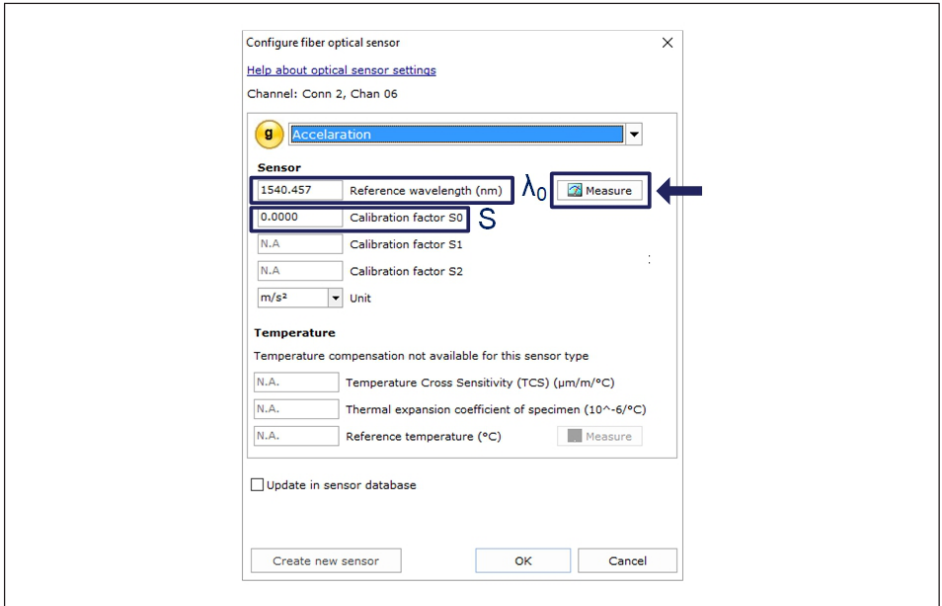 Configure fiber optical sensor
Help about optical sensor settings
Channel: Conn 2, Chan 06
g Accelaration
Sensor
1540.457 Reference wavelength (nm) λ0 Measure
0.0000 Calibration factor S0 S
N.A Calibration factor S1
N.A Calibration factor S2
m/s² Unit
Temperature
Temperature compensation not available for this sensor type
N.A. Temperature Cross Sensitivity (TCS) (µm/m/°C)
N.A. Thermal expansion coefficient of specimen (10^-6/°C)
N.A. Reference temperature (°C) Measure
Update in sensor database
Create new sensor OK Cancel